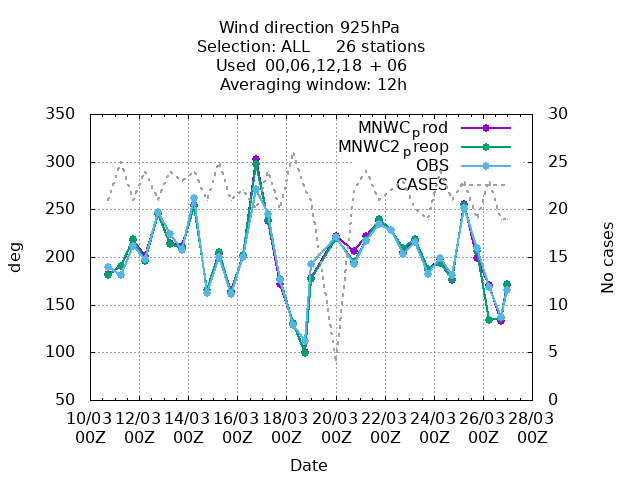 Wind direction 925hPa
Selection: ALL 26 stations
Used 00,06,12,18 + 06
Averaging window: 12h
350 30
MNWCprod
MNWC2preop
OBS
CASES
300 25
250 20
200 15
150 10
100 5
50 0
deg
No cases
10/03 12/03 14/03 16/03 18/03 20/03 22/03 24/03 26/03 28/03
00Z 00Z 00Z 00Z 00Z 00Z 00Z 00Z 00Z 00Z
Date